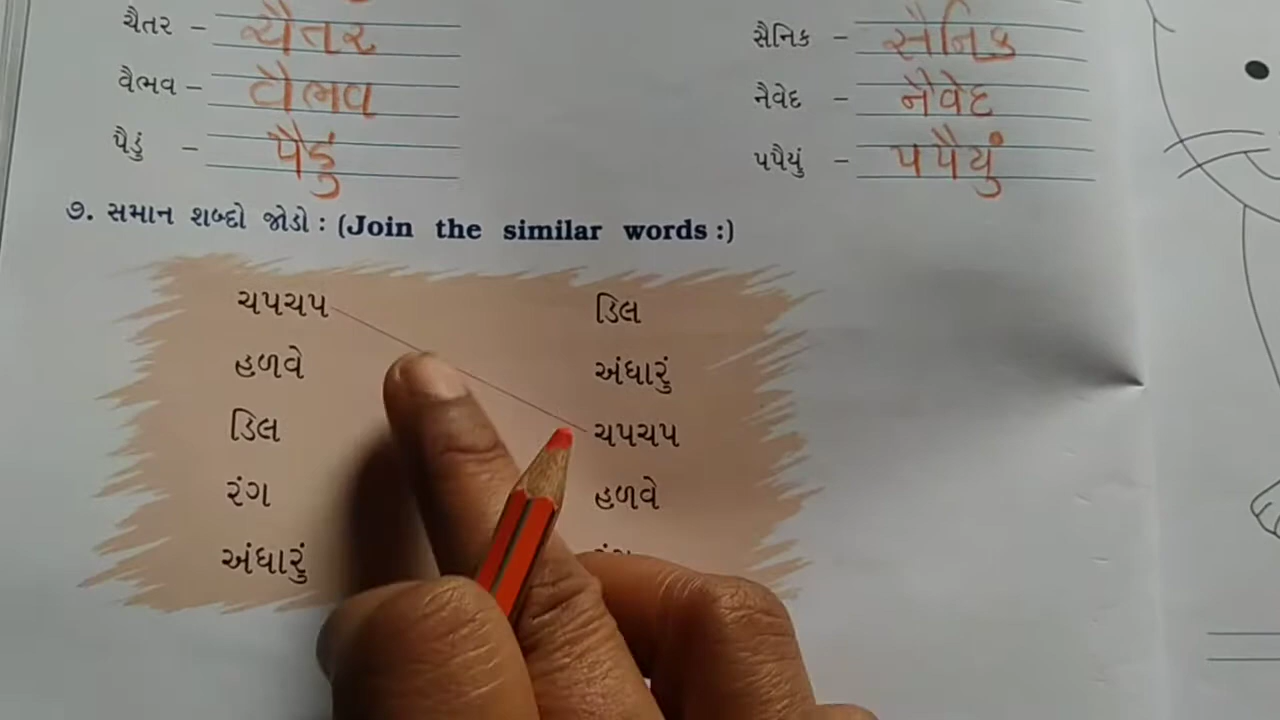 ચૈતર – ચૈતર
સૈનિક – સૈનિક
વૈભવ – વૈભવ
નૈવેદ – નૈવેદ
પૈડું – પૈડું
પપૈયું – પપૈયું
૭. સમાન શબ્દો જોડો : (Join the similar words :)
ચપચપ ડિલ
હળવે અંધારું
ડિલ ચપચપ
રંગ હળવે
અંધારું